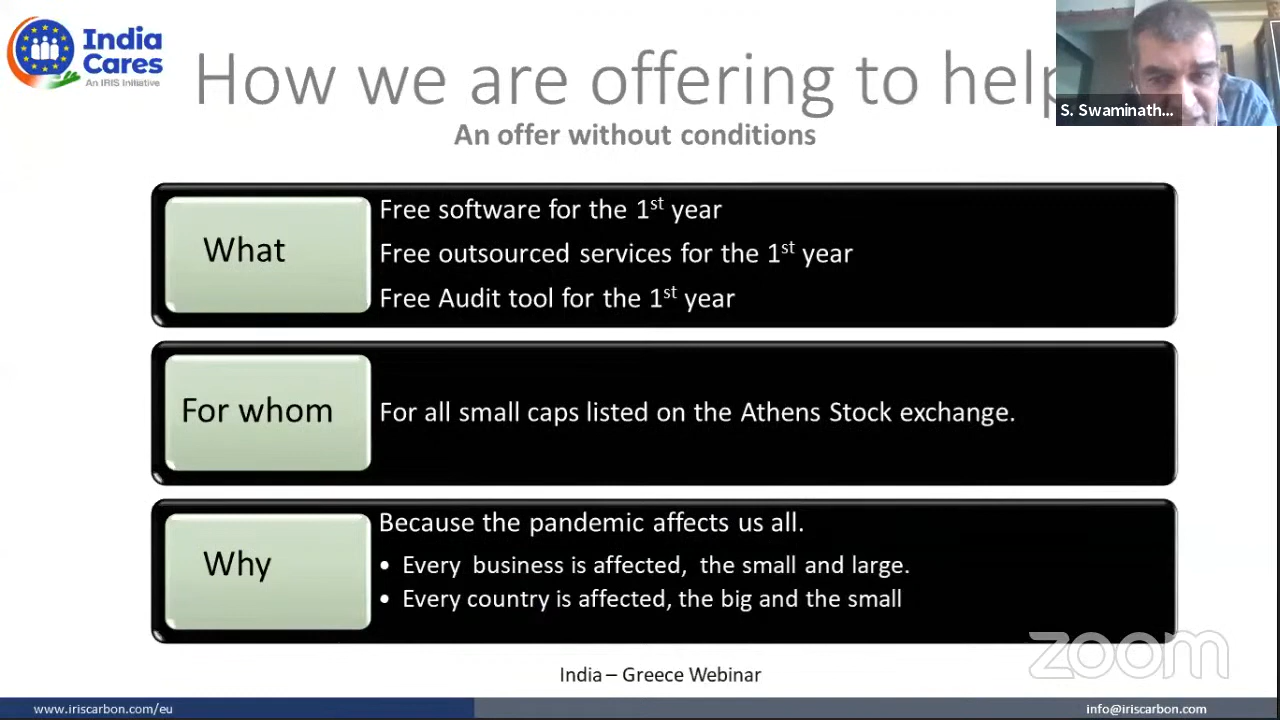 India
Cares
An IRIS Initiative
How we are offering to help
S. Swaminath...
An offer without conditions
What
Free software for the 1st year
Free outsourced services for the 1st year
Free Audit tool for the 1st year
For whom
For all small caps listed on the Athens Stock exchange.
Why
Because the pandemic affects us all.
• Every business is affected, the small and large.
• Every country is affected, the big and the small
zoom
India – Greece Webinar
www.iriscarbon.com/eu
info@iriscarbon.com